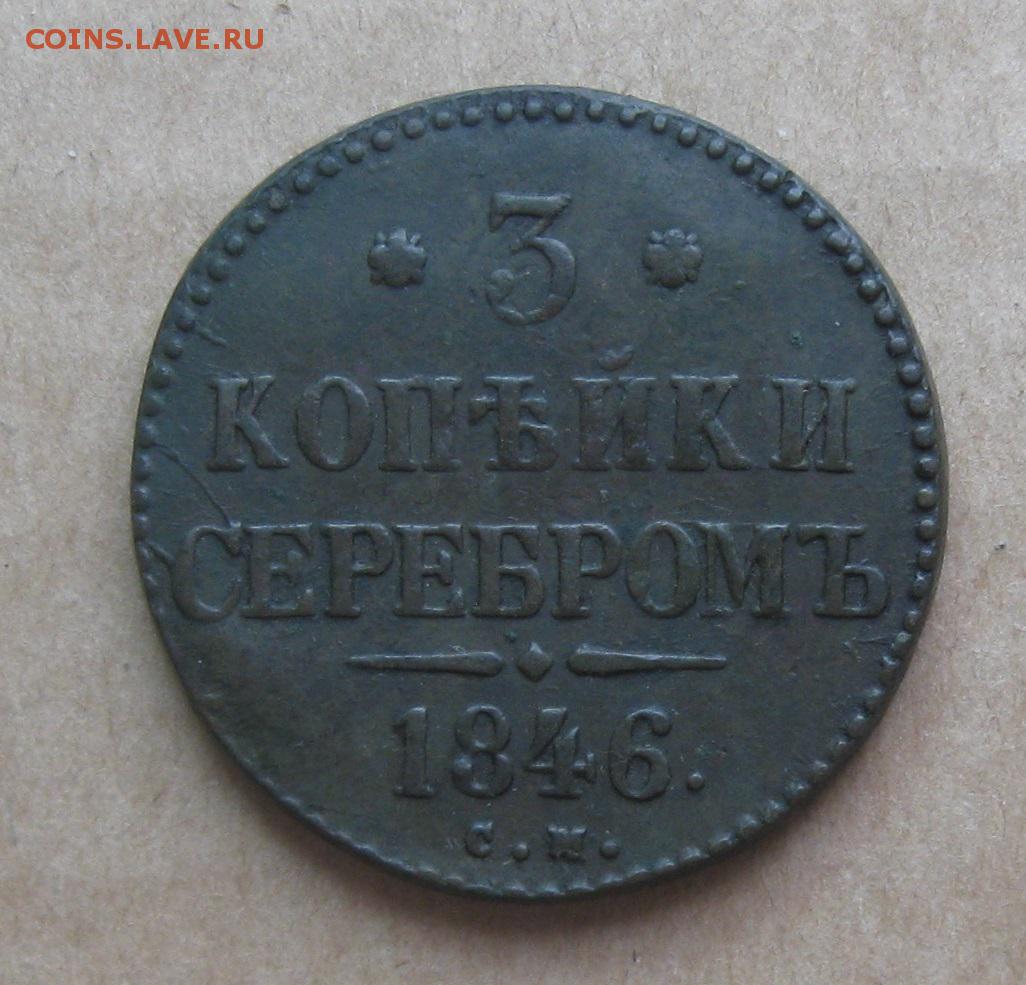 COINS.LAVE.RU
3
КОПѢЙКИ
СЕРЕБРОМЪ
1846.
С.М.